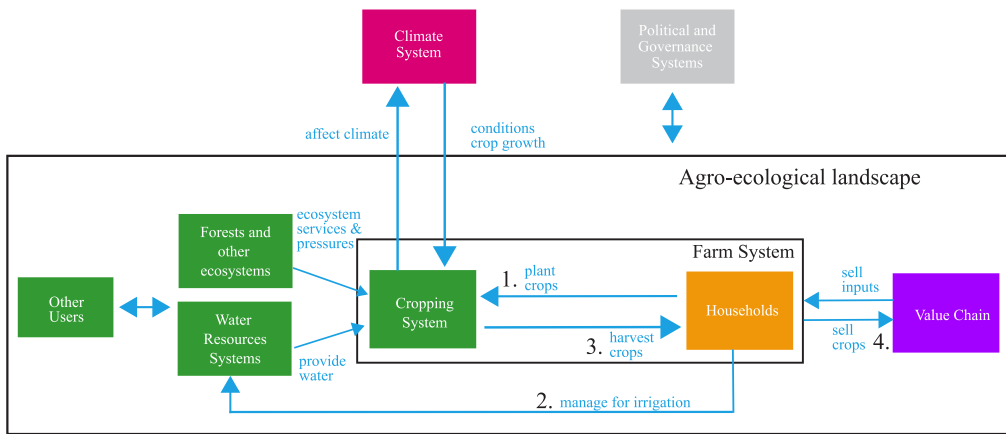 Climate
System
Political and
Governance
Systems
affect climate
conditions
crop growth
Agro-ecological landscape
ecosystem
services &
pressures
Forests and
other
ecosystems
Farm System
1. plant
crops
sell
inputs
Other
Users
Water
Resources
Systems
Cropping
System
Households
Value Chain
provide
water
3. harvest
crops
sell
crops
4.
2. manage for irrigation